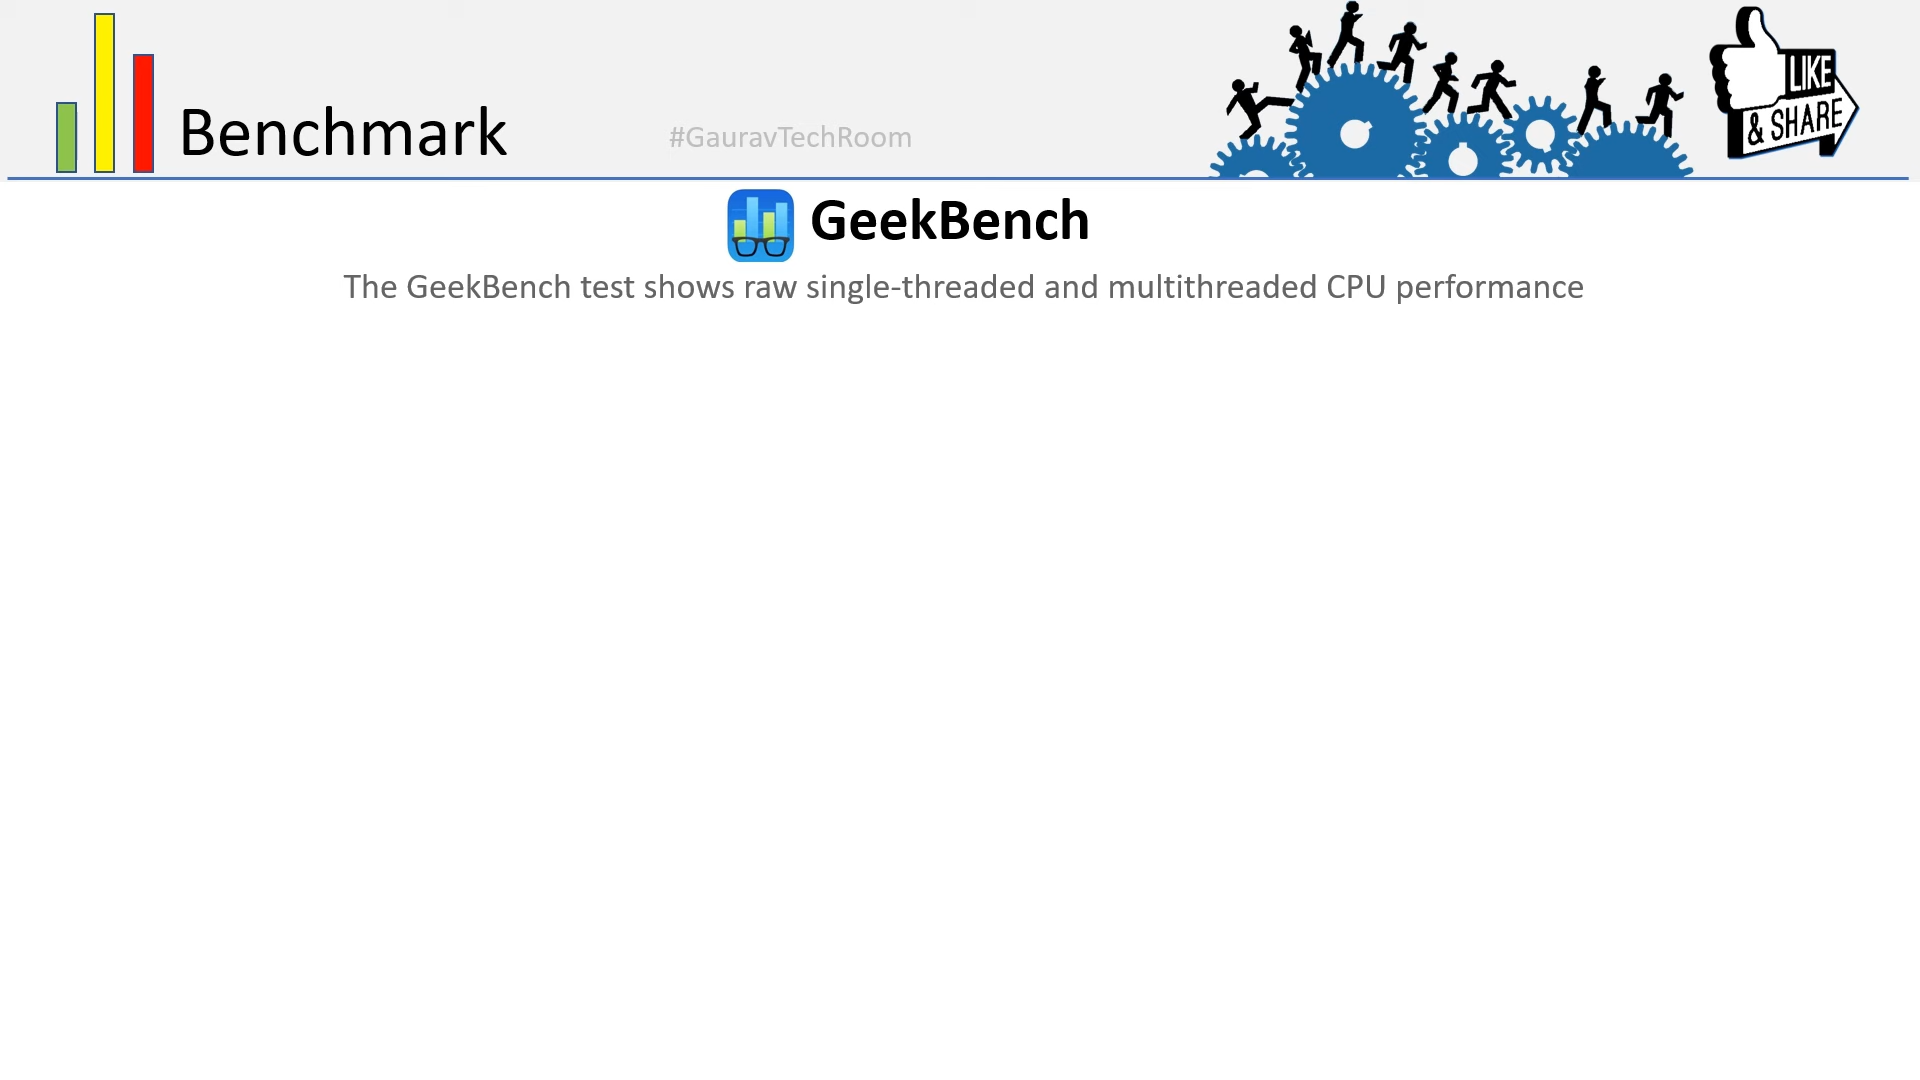 Benchmark
#GauravTechRoom
LIKE
& SHARE
GeekBench
The GeekBench test shows raw single-threaded and multithreaded CPU performance